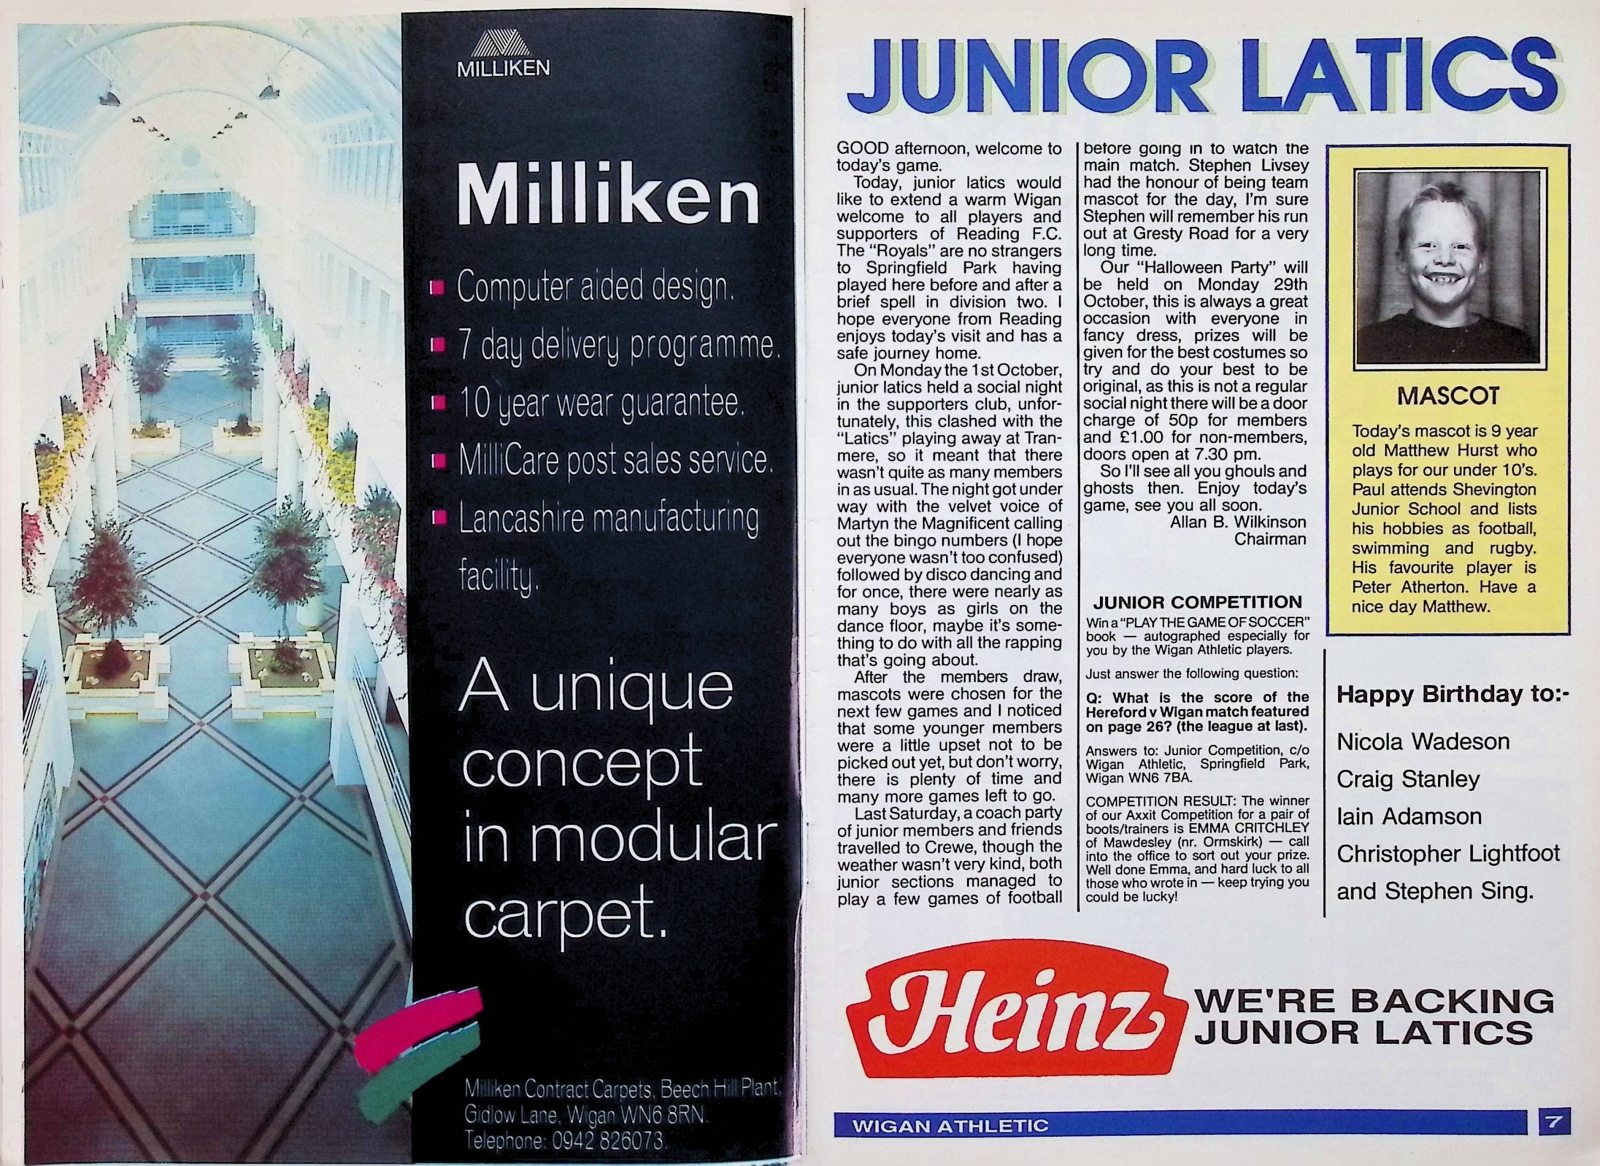 MILLIKEN
Milliken
Computer aided design.
7 day delivery programme.
10 year wear guarantee.
MilliCare post sales service.
Lancashire manufacturing
facility.
A unique
concept
in modular
carpet.
Milliken Contract Carpets, Beech Hill Plant,
Gidlow Lane, Wigan WN6 8RN.
Telephone: 0942 826073.
JUNIOR LATICS
GOOD afternoon, welcome to
today's game.
Today, junior latics would
like to extend a warm Wigan
welcome to all players and
supporters of Reading F.C.
The "Royals" are no strangers
to Springfield Park having
played here before and after a
brief spell in division two. I
hope everyone from Reading
enjoys today's visit and has a
safe journey home.
On Monday the 1st October,
junior latics held a social night
in the supporters club, unfor-
tunately, this clashed with the
"Latics" playing away at Tran-
mere, so it meant that there
wasn't quite as many members
in as usual. The night got under
way with the velvet voice of
Martyn the Magnificent calling
out the bingo numbers (I hope
everyone wasn't too confused)
followed by disco dancing and
for once, there were nearly as
many boys as girls on the
dance floor, maybe it's some-
thing to do with all the rapping
that's going about.
After the members draw,
mascots were chosen for the
next few games and I noticed
that some younger members
were a little upset not to be
picked out yet, but don't worry,
there is plenty of time and
many more games left to go.
Last Saturday, a coach party
of junior members and friends
travelled to Crewe, though the
weather wasn't very kind, both
junior sections managed to
play a few games of football
before going in to watch the
main match. Stephen Livsey
had the honour of being team
mascot for the day, I'm sure
Stephen will remember his run
out at Gresty Road for a very
long time.
Our "Halloween Party" will
be held on Monday 29th
October, this is always a great
occasion with everyone in
fancy dress, prizes will be
given for the best costumes so
try and do your best to be
original, as this is not a regular
social night there will be a door
charge of 50p for members
and £1.00 for non-members,
doors open at 7.30 pm.
So I'll see all you ghouls and
ghosts then. Enjoy today's
game, see you all soon.
Allan B. Wilkinson
Chairman
JUNIOR COMPETITION
Win a "PLAY THE GAME OF SOCCER"
book — autographed especially for
you by the Wigan Athletic players.
Just answer the following question:
Q: What is the score of the
Hereford v Wigan match featured
on page 26? (the league at last).
Answers to: Junior Competition, c/o
Wigan Athletic, Springfield Park,
Wigan WN6 7BA.
COMPETITION RESULT: The winner
of our Axxit Competition for a pair of
boots/trainers is EMMA CRITCHLEY
of Mawdesley (nr. Ormskirk) — call
into the office to sort out your prize.
Well done Emma, and hard luck to all
those who wrote in — keep trying you
could be lucky!
MASCOT
Today's mascot is 9 year
old Matthew Hurst who
plays for our under 10's.
Paul attends Shevington
Junior School and lists
his hobbies as football,
swimming and rugby.
His favourite player is
Peter Atherton. Have a
nice day Matthew.
Happy Birthday to:-
Nicola Wadeson
Craig Stanley
Iain Adamson
Christopher Lightfoot
and Stephen Sing.
Heinz
WE'RE BACKING
JUNIOR LATICS
WIGAN ATHLETIC
7